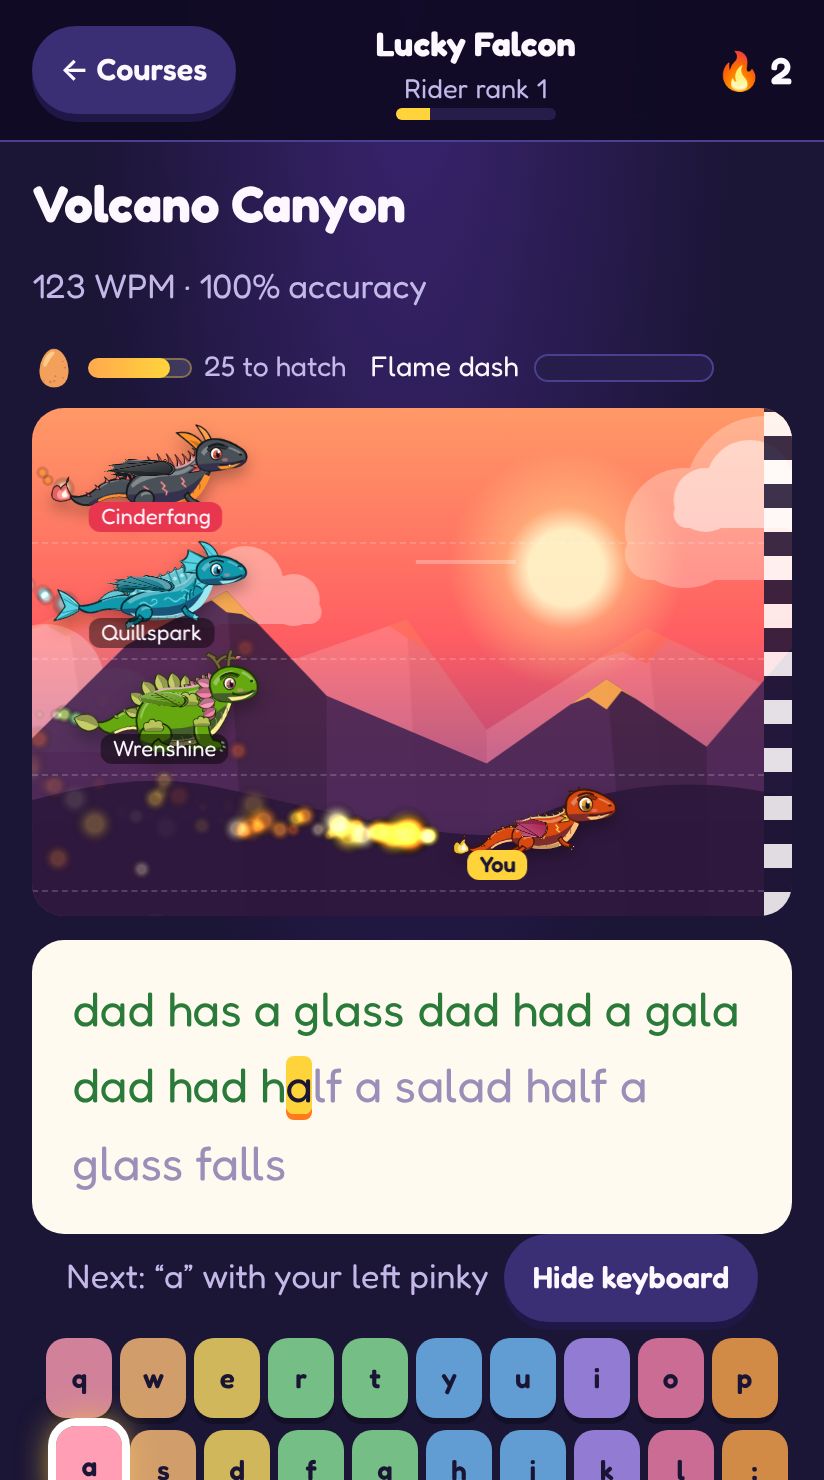 ← Courses
Lucky Falcon
Rider rank 1
🔥 2
Volcano Canyon
123 WPM · 100% accuracy
25 to hatch Flame dash
Cinderfang
Quillspark
Wrenshine
You
dad has a glass dad had a gala
dad had half a salad half a
glass falls
Next: “a” with your left pinky Hide keyboard
q w e r t y u i o p
a s d f g h j k l ;